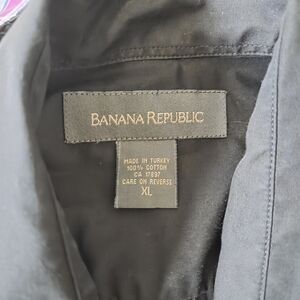 BANANA REPUBLIC
MADE IN TURKEY
100% COTTON
CA 17897
CARE ON REVERSE
XL